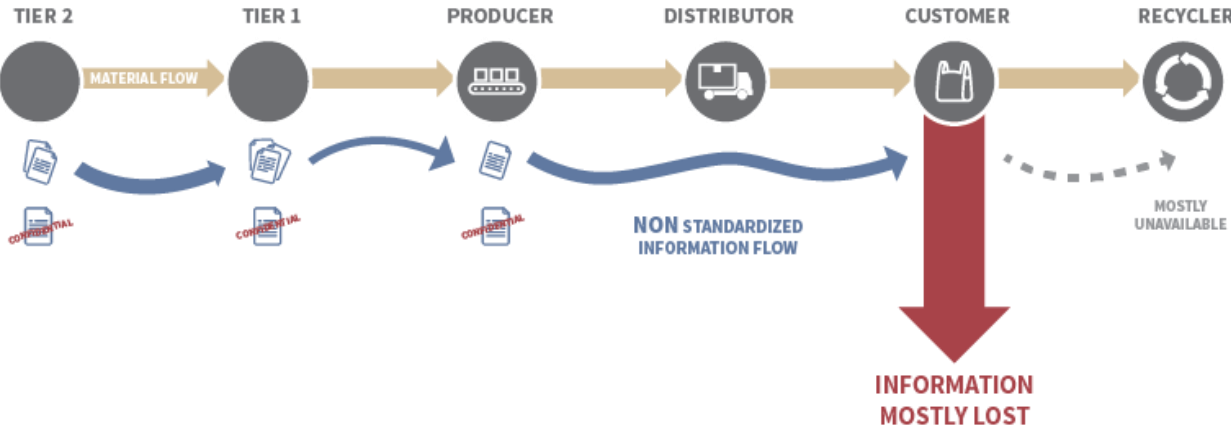 TIER 2
TIER 1
PRODUCER
DISTRIBUTOR
CUSTOMER
RECYCLER
MATERIAL FLOW
CONFIDENTIAL
CONFIDENTIAL
CONFIDENTIAL
NON STANDARDIZED
INFORMATION FLOW
MOSTLY
UNAVAILABLE
INFORMATION
MOSTLY LOST